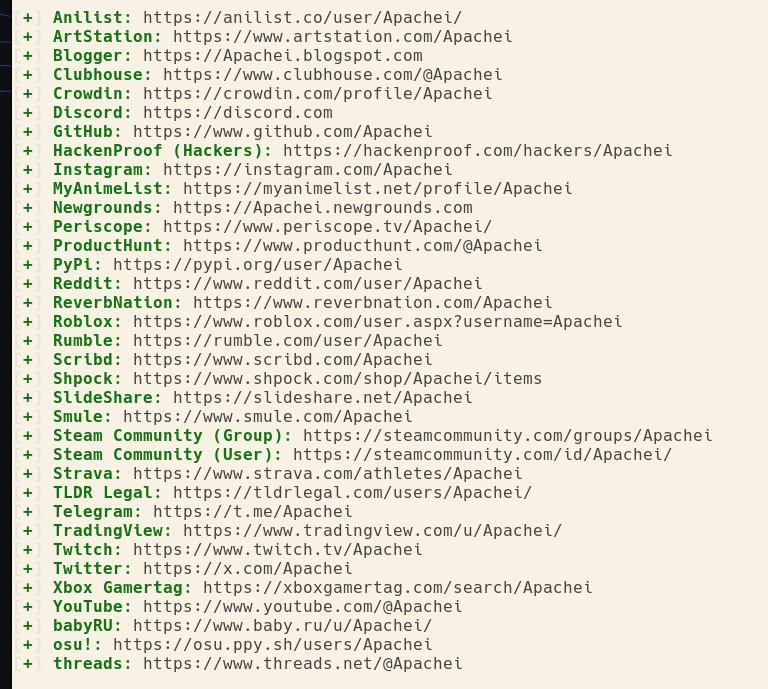 [+] Anilist: https://anilist.co/user/Apachei/
[+] ArtStation: https://www.artstation.com/Apachei
[+] Blogger: https://Apachei.blogspot.com
[+] Clubhouse: https://www.clubhouse.com/@Apachei
[+] Crowdin: https://crowdin.com/profile/Apachei
[+] Discord: https://discord.com
[+] GitHub: https://www.github.com/Apachei
[+] HackenProof (Hackers): https://hackenproof.com/hackers/Apachei
[+] Instagram: https://instagram.com/Apachei
[+] MyAnimeList: https://myanimelist.net/profile/Apachei
[+] Newgrounds: https://Apachei.newgrounds.com
[+] Periscope: https://www.periscope.tv/Apachei/
[+] ProductHunt: https://www.producthunt.com/@Apachei
[+] PyPi: https://pypi.org/user/Apachei
[+] Reddit: https://www.reddit.com/user/Apachei
[+] ReverbNation: https://www.reverbnation.com/Apachei
[+] Roblox: https://www.roblox.com/user.aspx?username=Apachei
[+] Rumble: https://rumble.com/user/Apachei
[+] Scribd: https://www.scribd.com/Apachei
[+] Shpock: https://www.shpock.com/shop/Apachei/items
[+] SlideShare: https://slideshare.net/Apachei
[+] Smule: https://www.smule.com/Apachei
[+] Steam Community (Group): https://steamcommunity.com/groups/Apachei
[+] Steam Community (User): https://steamcommunity.com/id/Apachei/
[+] Strava: https://www.strava.com/athletes/Apachei
[+] TLDR Legal: https://tldrlegal.com/users/Apachei/
[+] Telegram: https://t.me/Apachei
[+] TradingView: https://www.tradingview.com/u/Apachei/
[+] Twitch: https://www.twitch.tv/Apachei
[+] Twitter: https://x.com/Apachei
[+] Xbox Gamertag: https://xboxgamertag.com/search/Apachei
[+] YouTube: https://www.youtube.com/@Apachei
[+] babyRU: https://www.baby.ru/u/Apachei/
[+] osu!: https://osu.ppy.sh/users/Apachei
[+] threads: https://www.threads.net/@Apachei